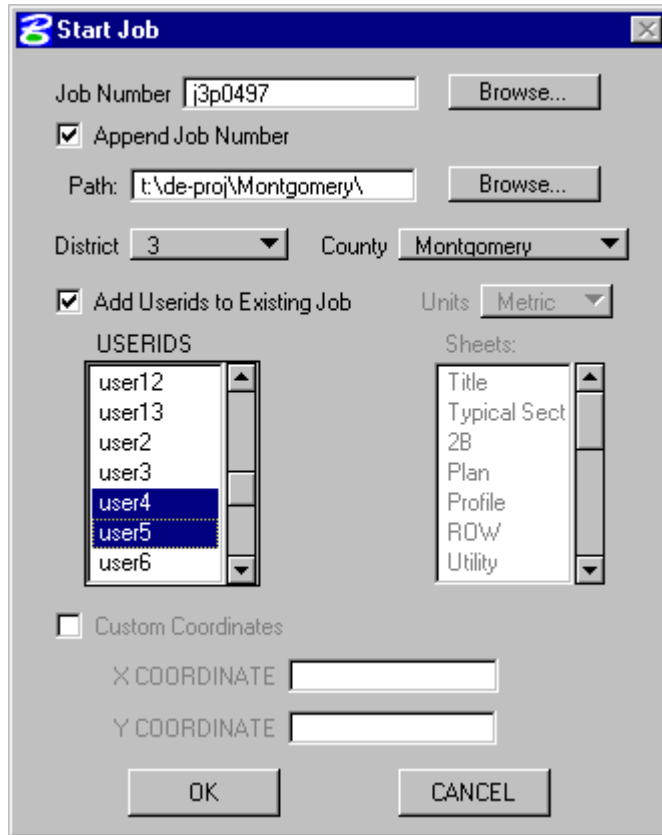 Start Job
Job Number j3p0497 Browse...
Append Job Number
Path: t:\de-proj\Montgomery\ Browse...
District 3 County Montgomery
Add Userids to Existing Job Units Metric
USERIDS Sheets:
user12 Title
user13 Typical Sect
user2 2B
user3 Plan
user4 Profile
user5 ROW
user6 Utility
Custom Coordinates
X COORDINATE
Y COORDINATE
OK CANCEL